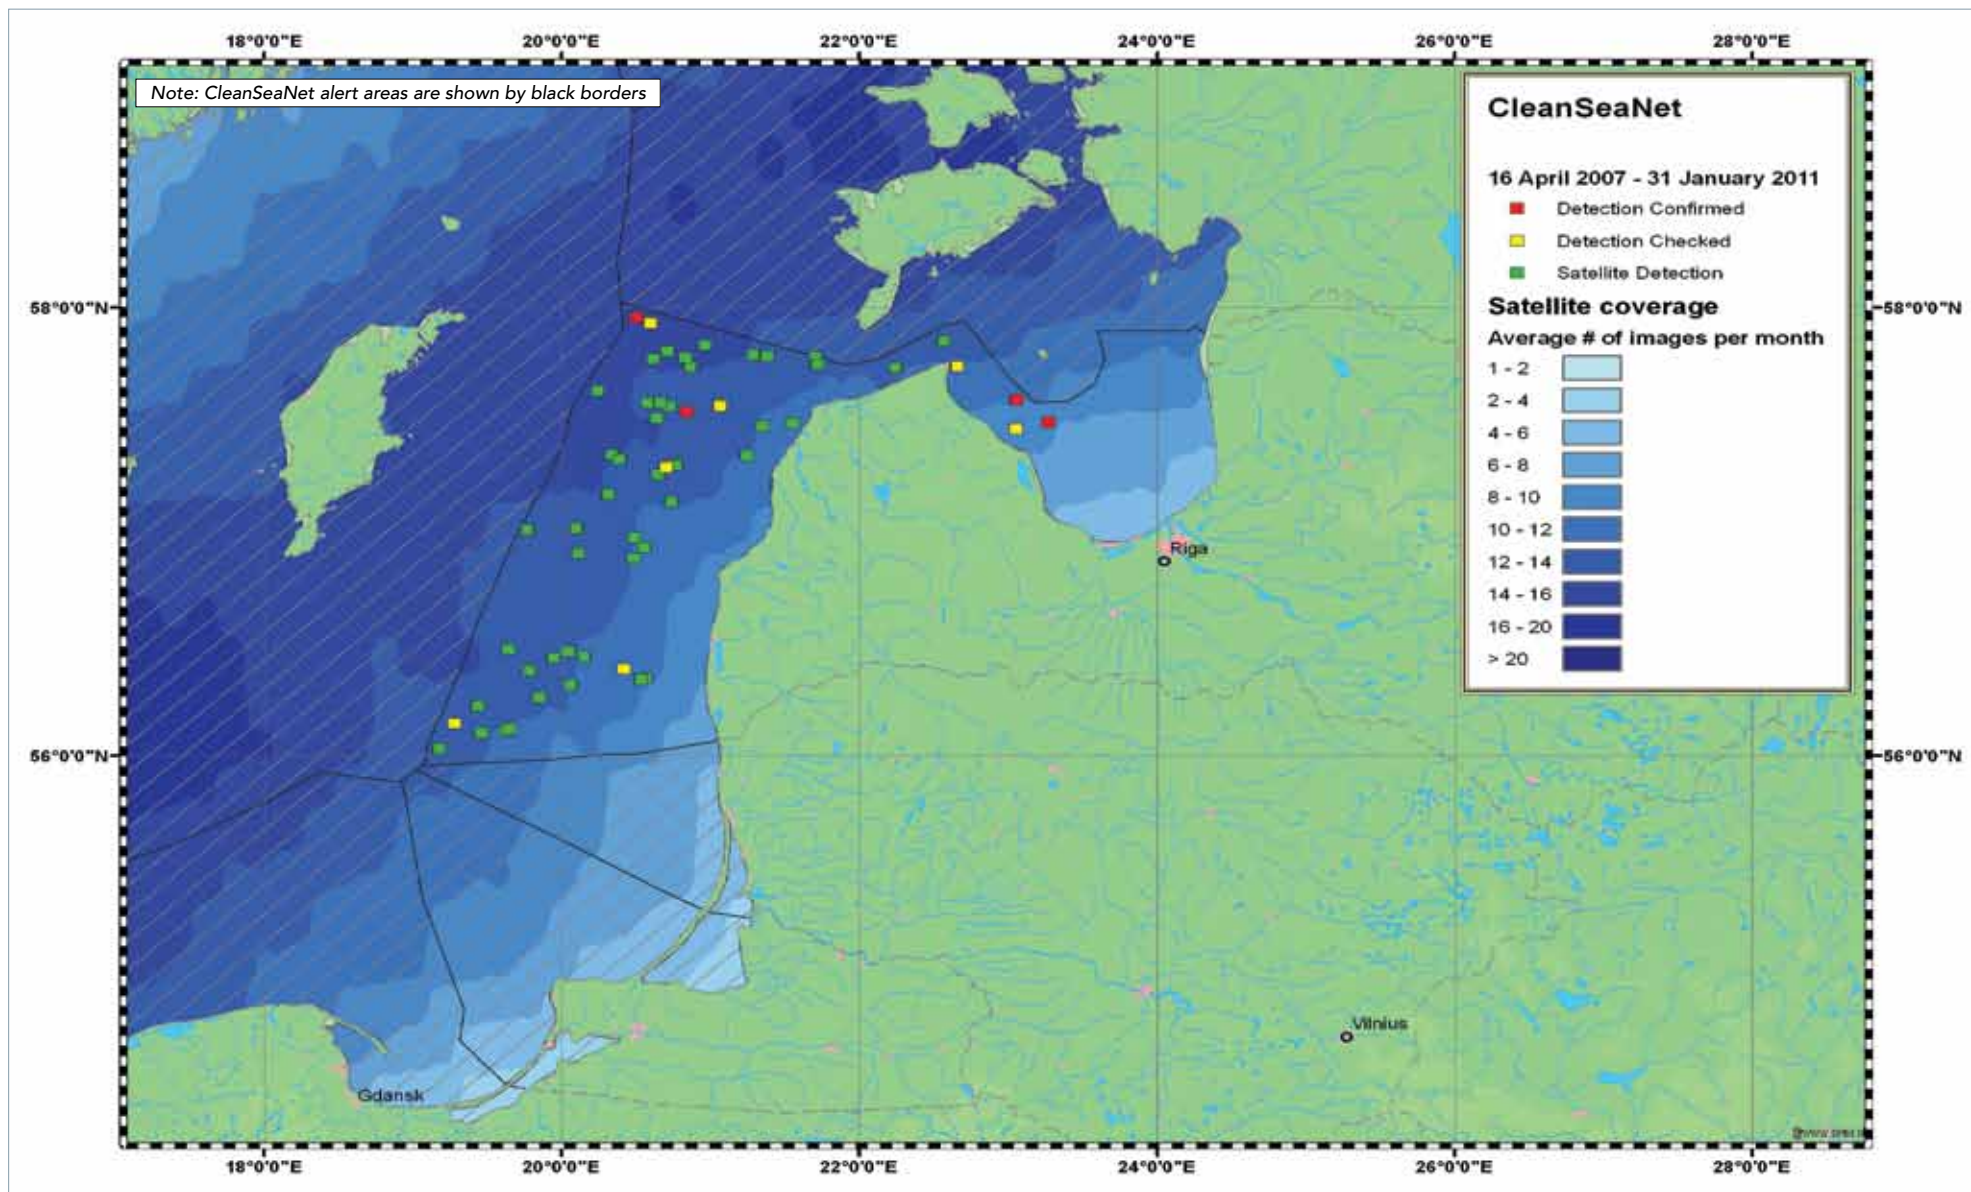 18°0'0"E 20°0'0"E 22°0'0"E 24°0'0"E 26°0'0"E 28°0'0"E
Note: CleanSeaNet alert areas are shown by black borders
CleanSeaNet
16 April 2007 - 31 January 2011
Detection Confirmed
Detection Checked
Satellite Detection
Satellite coverage
Average # of images per month
1 - 2
2 - 4
4 - 6
6 - 8
8 - 10
10 - 12
12 - 14
14 - 16
16 - 20
> 20
58°0'0"N 58°0'0"N
Riga
56°0'0"N 56°0'0"N
Vilnius
Gdansk
18°0'0"E 20°0'0"E 22°0'0"E 24°0'0"E 26°0'0"E 28°0'0"E